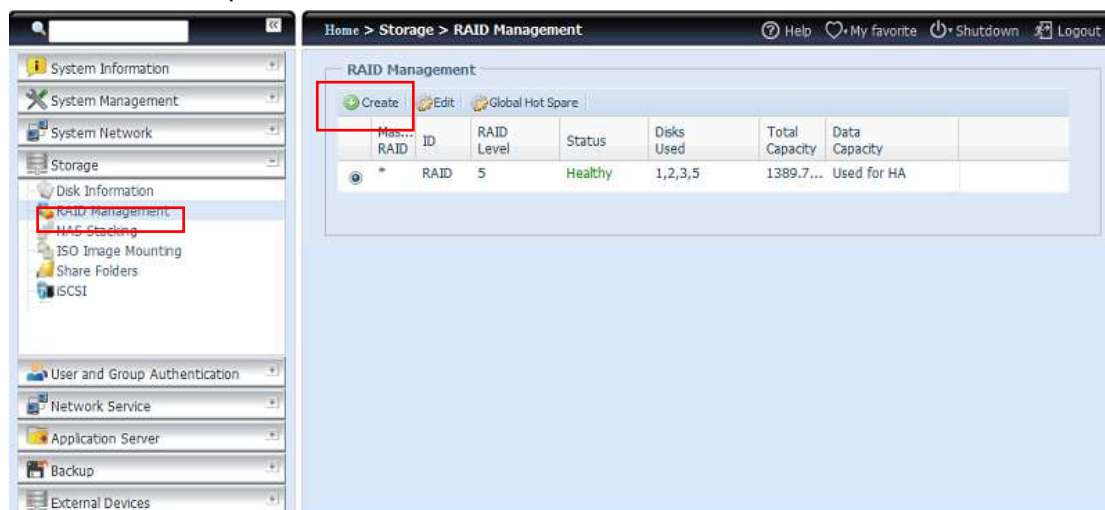 Home > Storage > RAID Management
Help My favorite Shutdown Logout
System Information
System Management
System Network
Storage
Disk Information
RAID Management
NAS Stacking
ISO Image Mounting
Share Folders
iSCSI
User and Group Authentication
Network Service
Application Server
Backup
External Devices
RAID Management
Create Edit Global Hot Spare
Mas... RAID ID RAID Level Status Disks Used Total Capacity Data Capacity
* RAID 5 Healthy 1,2,3,5 1389.7... Used for HA